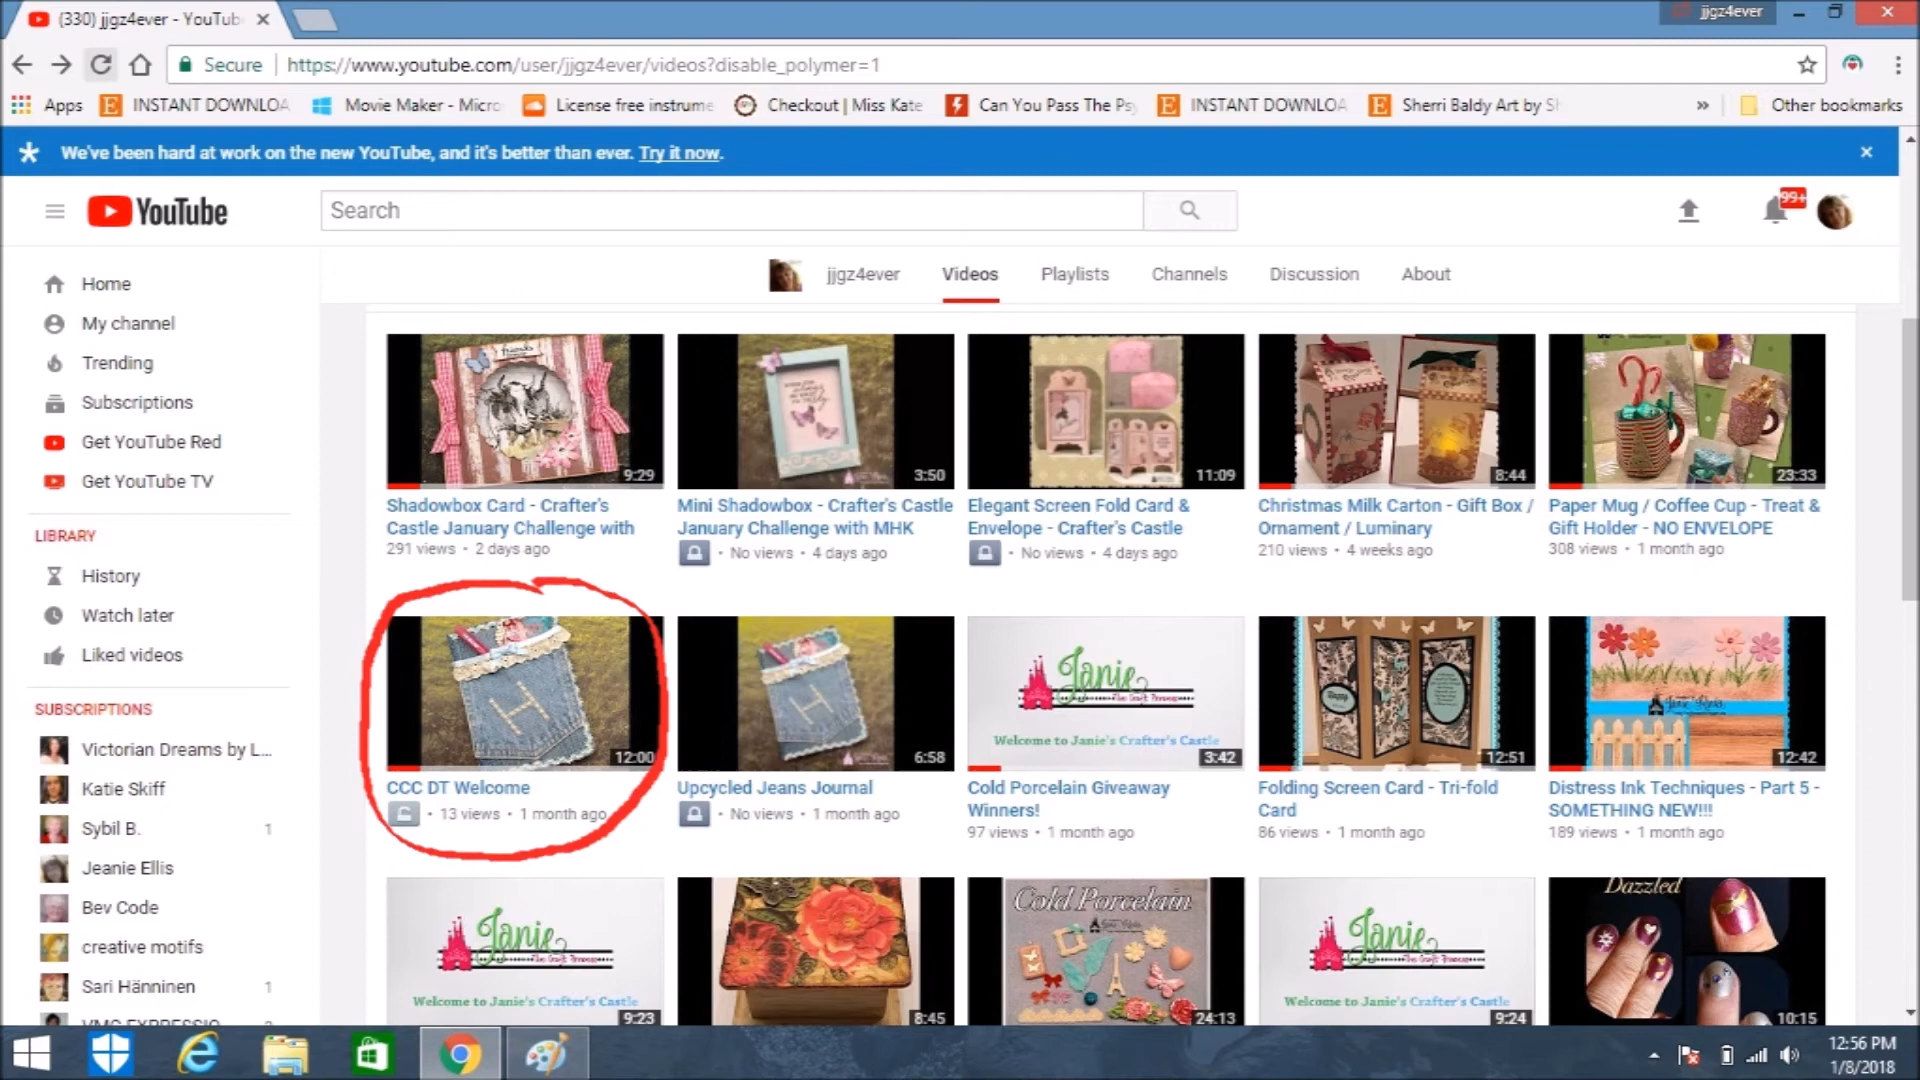 (330) jjgz4ever - YouTub
jjgz4ever
Secure https://www.youtube.com/user/jjgz4ever/videos?disable_polymer=1
Apps INSTANT DOWNLOA Movie Maker - Micro License free instrume Checkout | Miss Kate Can You Pass The Psy INSTANT DOWNLOA Sherri Baldy Art by Sh » Other bookmarks
We've been hard at work on the new YouTube, and it's better than ever. Try it now.
YouTube
Search
99+
jjgz4ever Videos Playlists Channels Discussion About
Home
My channel
Trending
Subscriptions
Get YouTube Red
Get YouTube TV
LIBRARY
History
Watch later
Liked videos
SUBSCRIPTIONS
Victorian Dreams by L...
Katie Skiff
Sybil B. 1
Jeanie Ellis
Bev Code
creative motifs
Sari Hänninen 1
9:29
Shadowbox Card - Crafter's
Castle January Challenge with
291 views • 2 days ago
3:50
Mini Shadowbox - Crafter's Castle
January Challenge with MHK
• No views • 4 days ago
11:09
Elegant Screen Fold Card &
Envelope - Crafter's Castle
• No views • 4 days ago
8:44
Christmas Milk Carton - Gift Box /
Ornament / Luminary
210 views • 4 weeks ago
23:33
Paper Mug / Coffee Cup - Treat &
Gift Holder - NO ENVELOPE
308 views • 1 month ago
H
12:00
CCC DT Welcome
• 13 views • 1 month ago
H
6:58
Upcycled Jeans Journal
• No views • 1 month ago
Janie
The Craft Princess
Welcome to Janie's Crafter's Castle
3:42
Cold Porcelain Giveaway
Winners!
97 views • 1 month ago
12:51
Folding Screen Card - Tri-fold
Card
86 views • 1 month ago
12:42
Distress Ink Techniques - Part 5 -
SOMETHING NEW!!!
189 views • 1 month ago
Janie
The Craft Princess
Welcome to Janie's Crafter's Castle
9:23
8:45
Cold Porcelain
24:13
Janie
The Craft Princess
Welcome to Janie's Crafter's Castle
9:24
Dazzled
10:15
12:56 PM
1/8/2018